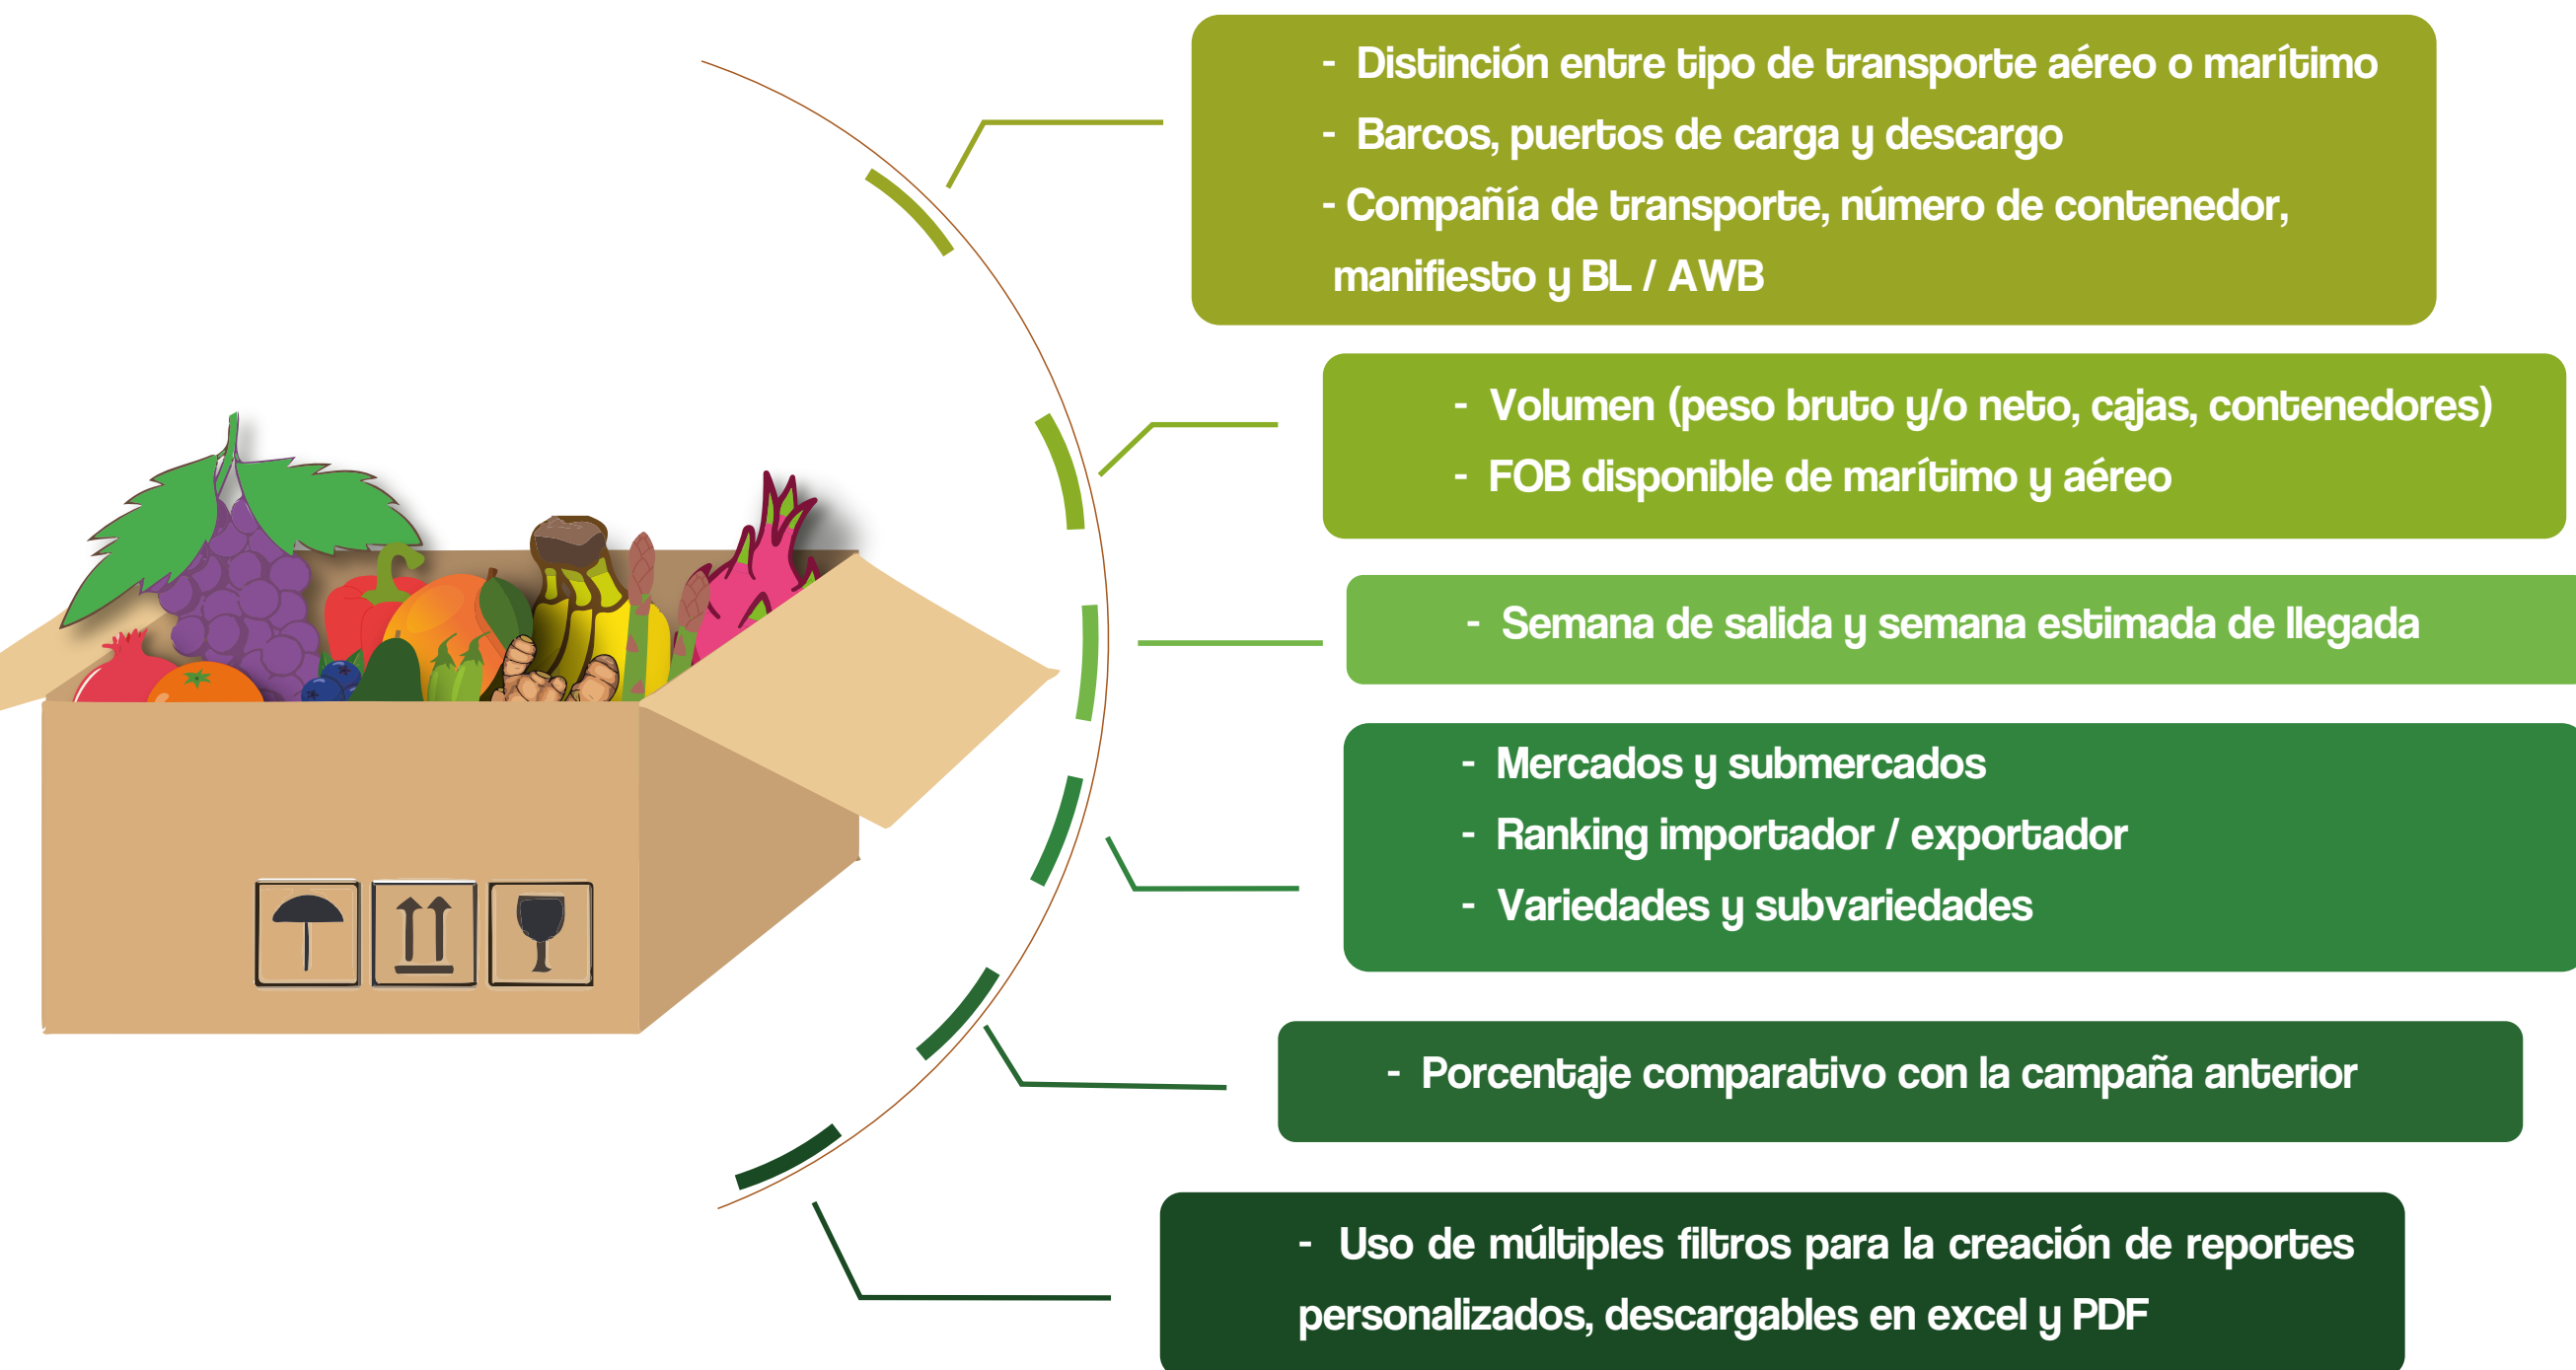 - Distinción entre tipo de transporte aéreo o marítimo
- Barcos, puertos de carga y descargo
- Compañía de transporte, número de contenedor,
manifiesto y BL / AWB
- Volumen (peso bruto y/o neto, cajas, contenedores)
- FOB disponible de marítimo y aéreo
- Semana de salida y semana estimada de llegada
- Mercados y submercados
- Ranking importador / exportador
- Variedades y subvariedades
- Porcentaje comparativo con la campaña anterior
- Uso de múltiples filtros para la creación de reportes
personalizados, descargables en excel y PDF